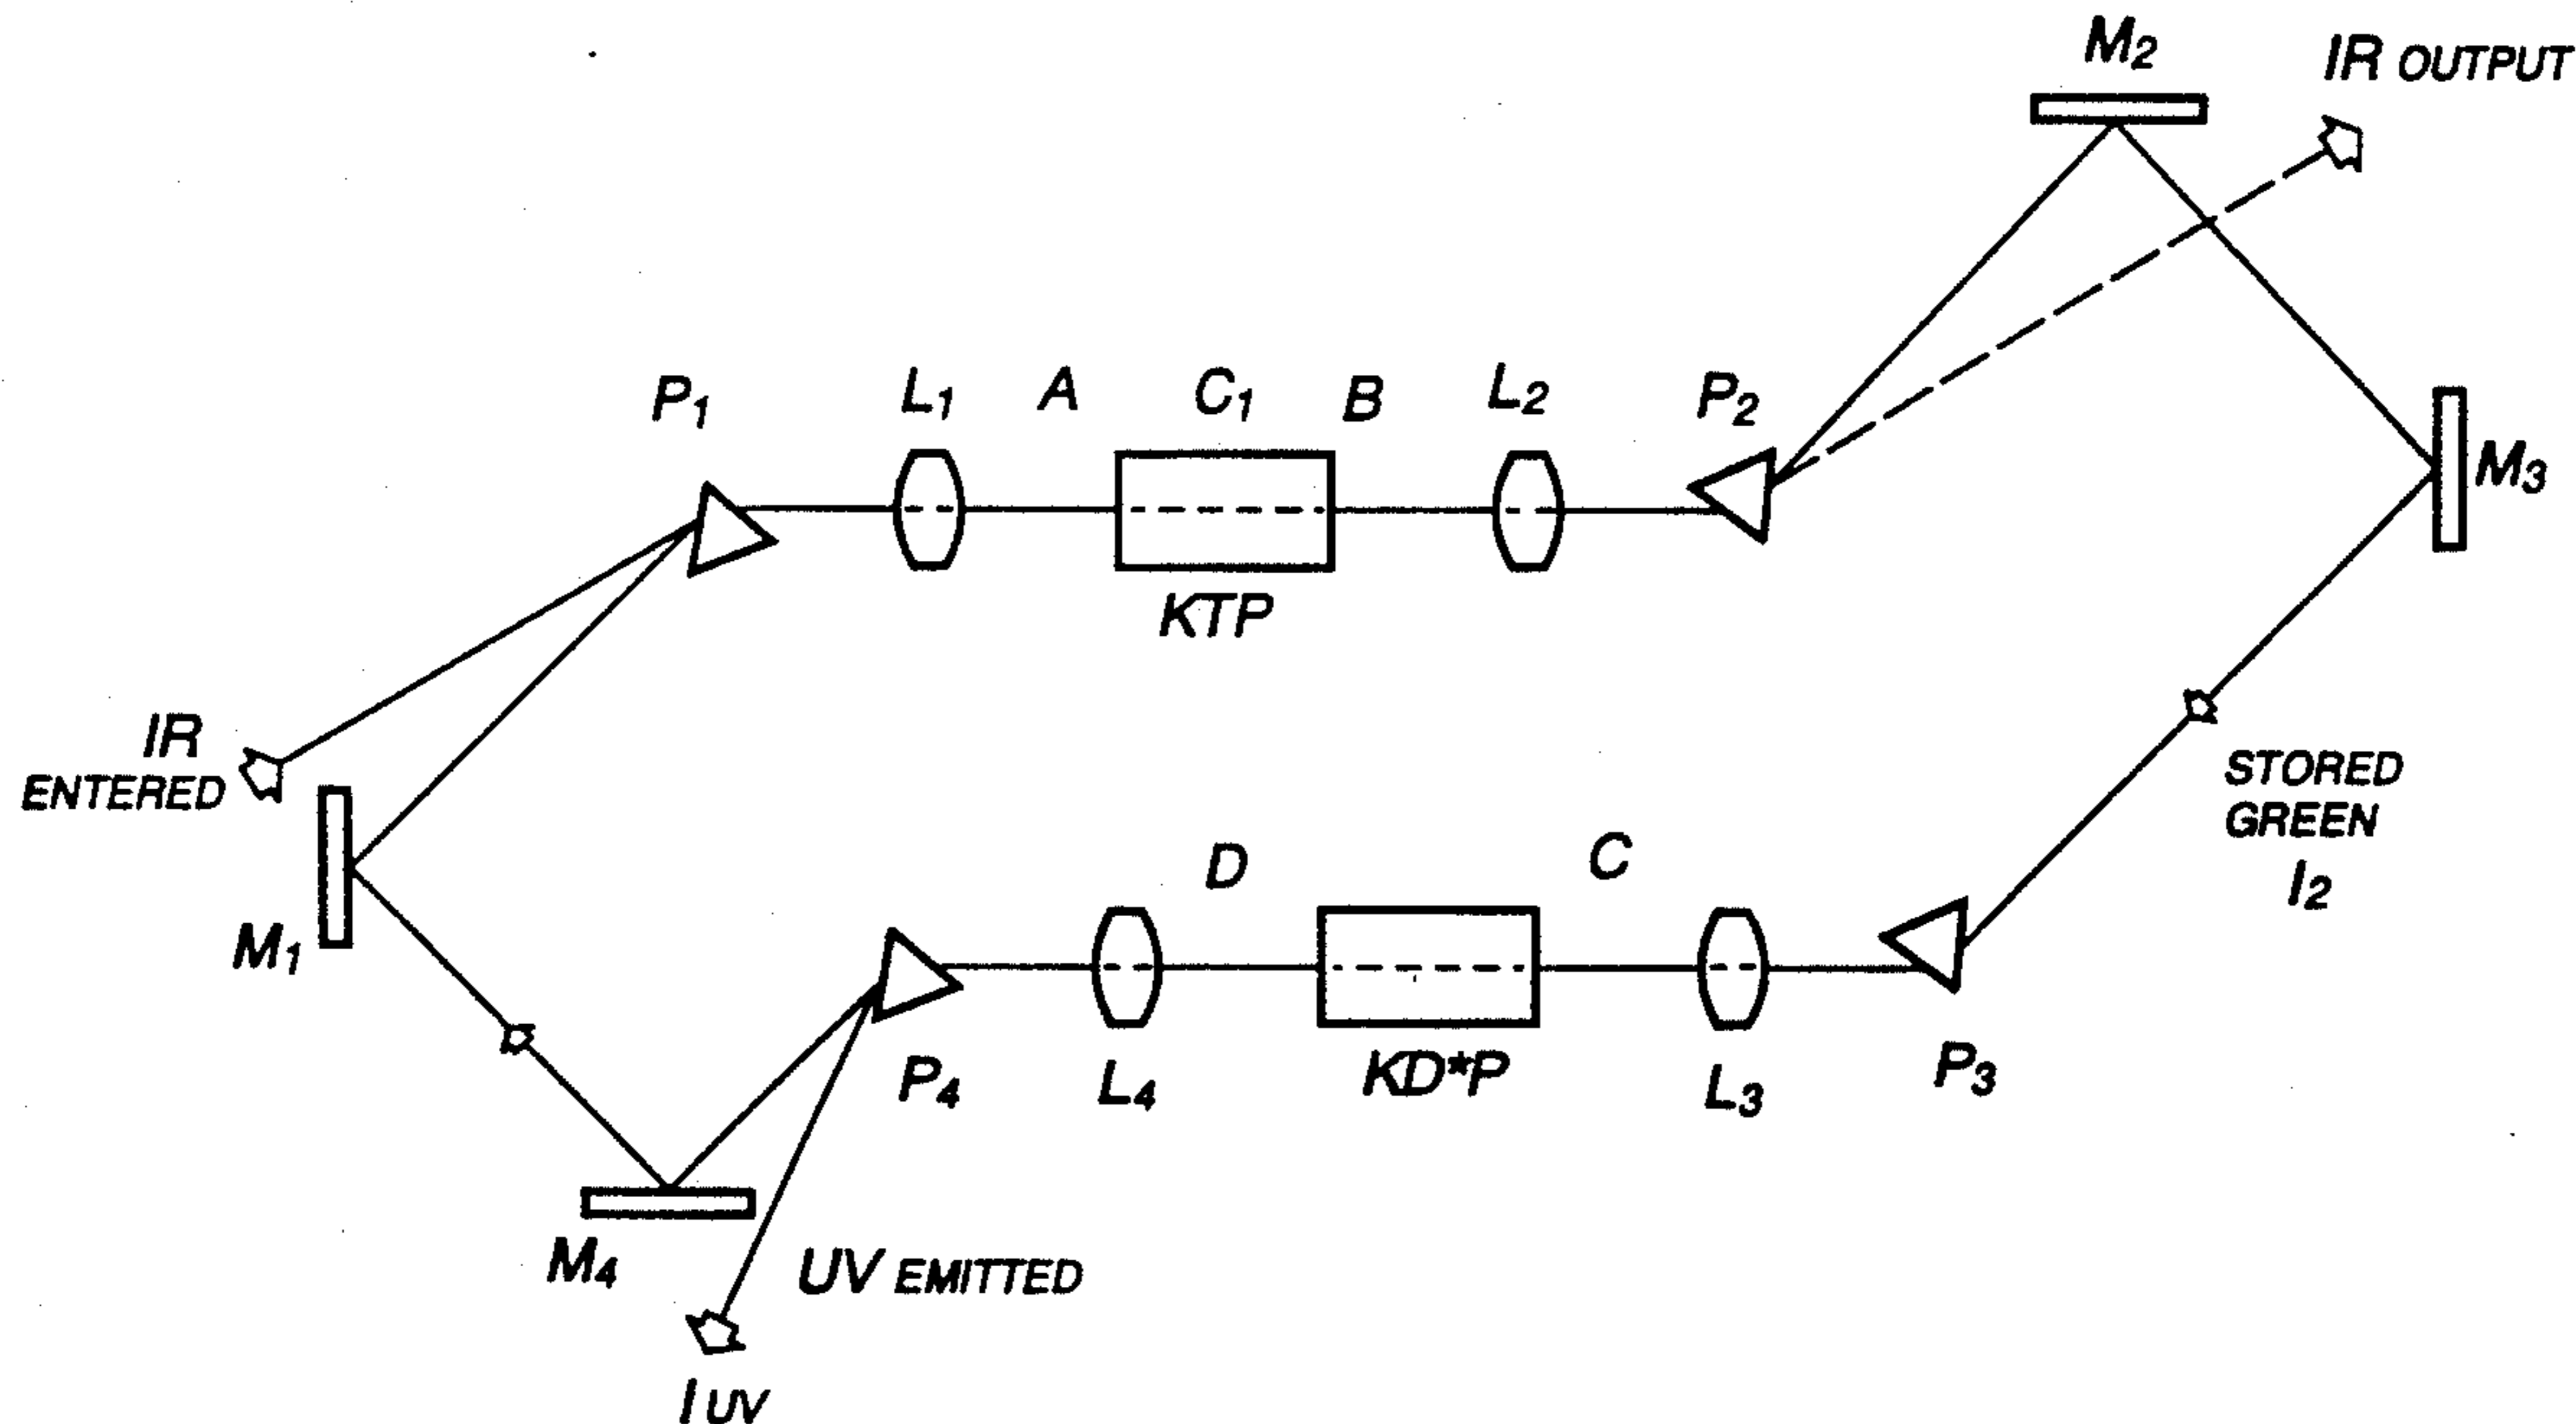 M2
IR OUTPUT
P1
L1
A
C1
B
L2
P2
M3
KTP
IR
ENTERED
STORED
GREEN
I2
D
C
M1
P4
L4
KD*P
L3
P3
M4
UV EMITTED
I UV